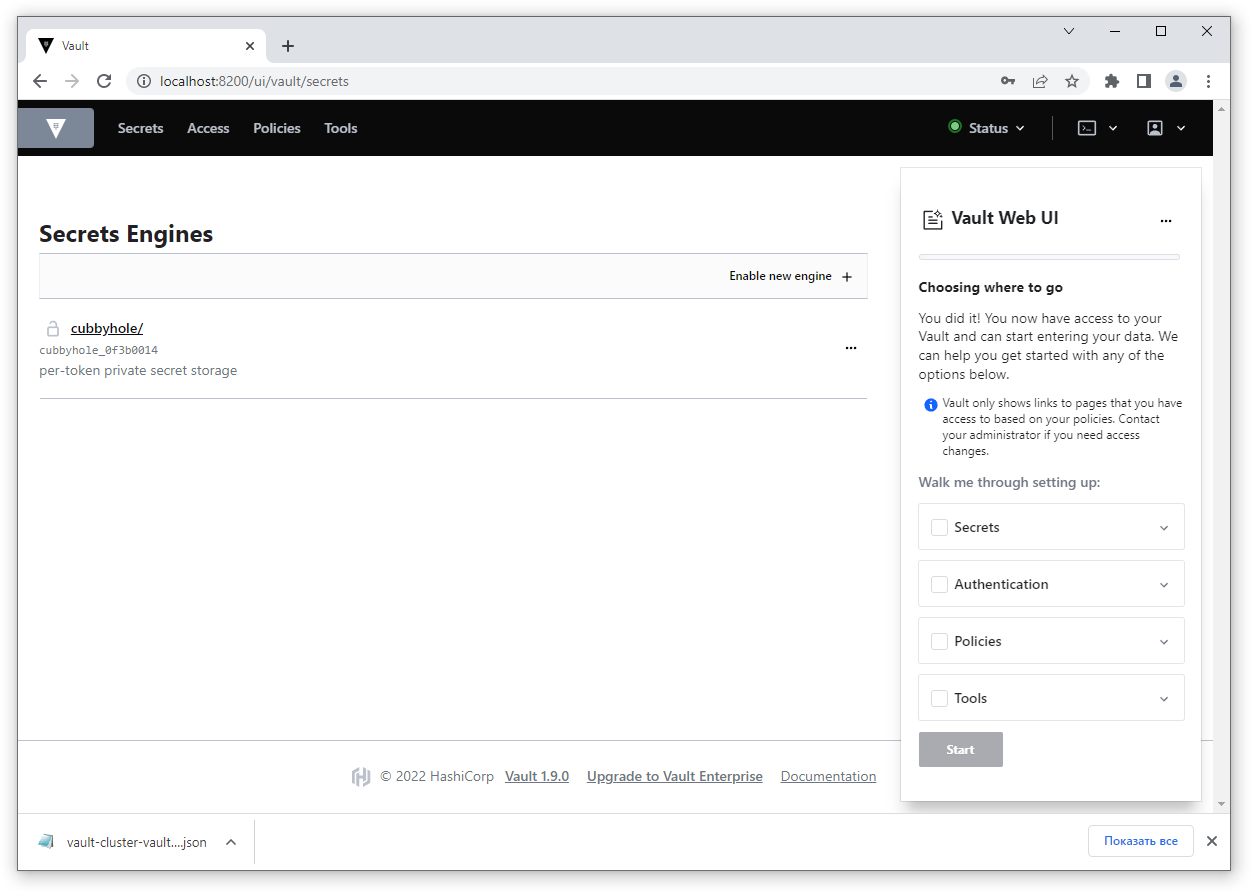 Vault
localhost:8200/ui/vault/secrets
Secrets Access Policies Tools Status
Secrets Engines
Enable new engine
cubbyhole/
cubbyhole_0f3b0014
per-token private secret storage
Vault Web UI
Choosing where to go
You did it! You now have access to your
Vault and can start entering your data. We
can help you get started with any of the
options below.
Vault only shows links to pages that you have
access to based on your policies. Contact
your administrator if you need access
changes.
Walk me through setting up:
Secrets
Authentication
Policies
Tools
Start
© 2022 HashiCorp Vault 1.9.0 Upgrade to Vault Enterprise Documentation
vault-cluster-vault....json
Показать все